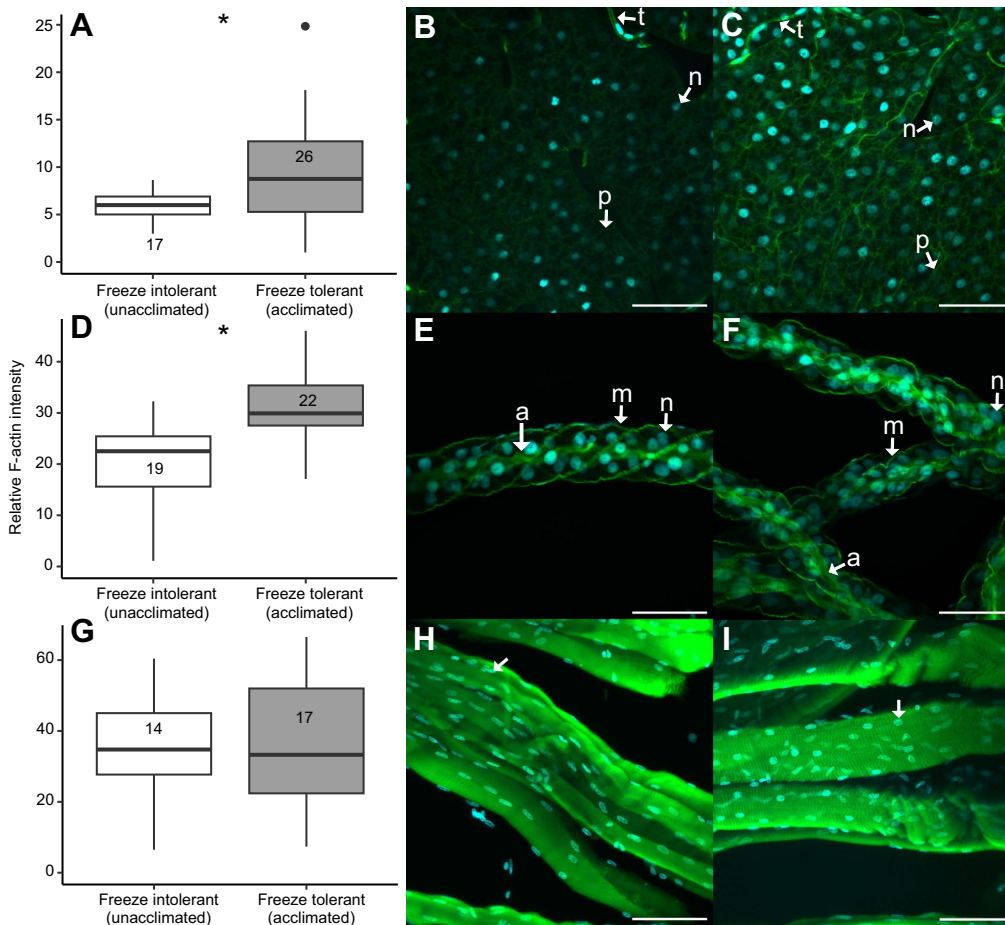 A
*
25
20
15
10
5
0
26
17
Freeze intolerant
(unacclimated)
Freeze tolerant
(acclimated)
B
t
n
p
C
t
n
p
D
*
Relative F-actin intensity
40
30
20
10
0
19
22
Freeze intolerant
(unacclimated)
Freeze tolerant
(acclimated)
E
a
m
n
F
n
m
a
G
60
40
20
0
14
17
Freeze intolerant
(unacclimated)
Freeze tolerant
(acclimated)
H
I